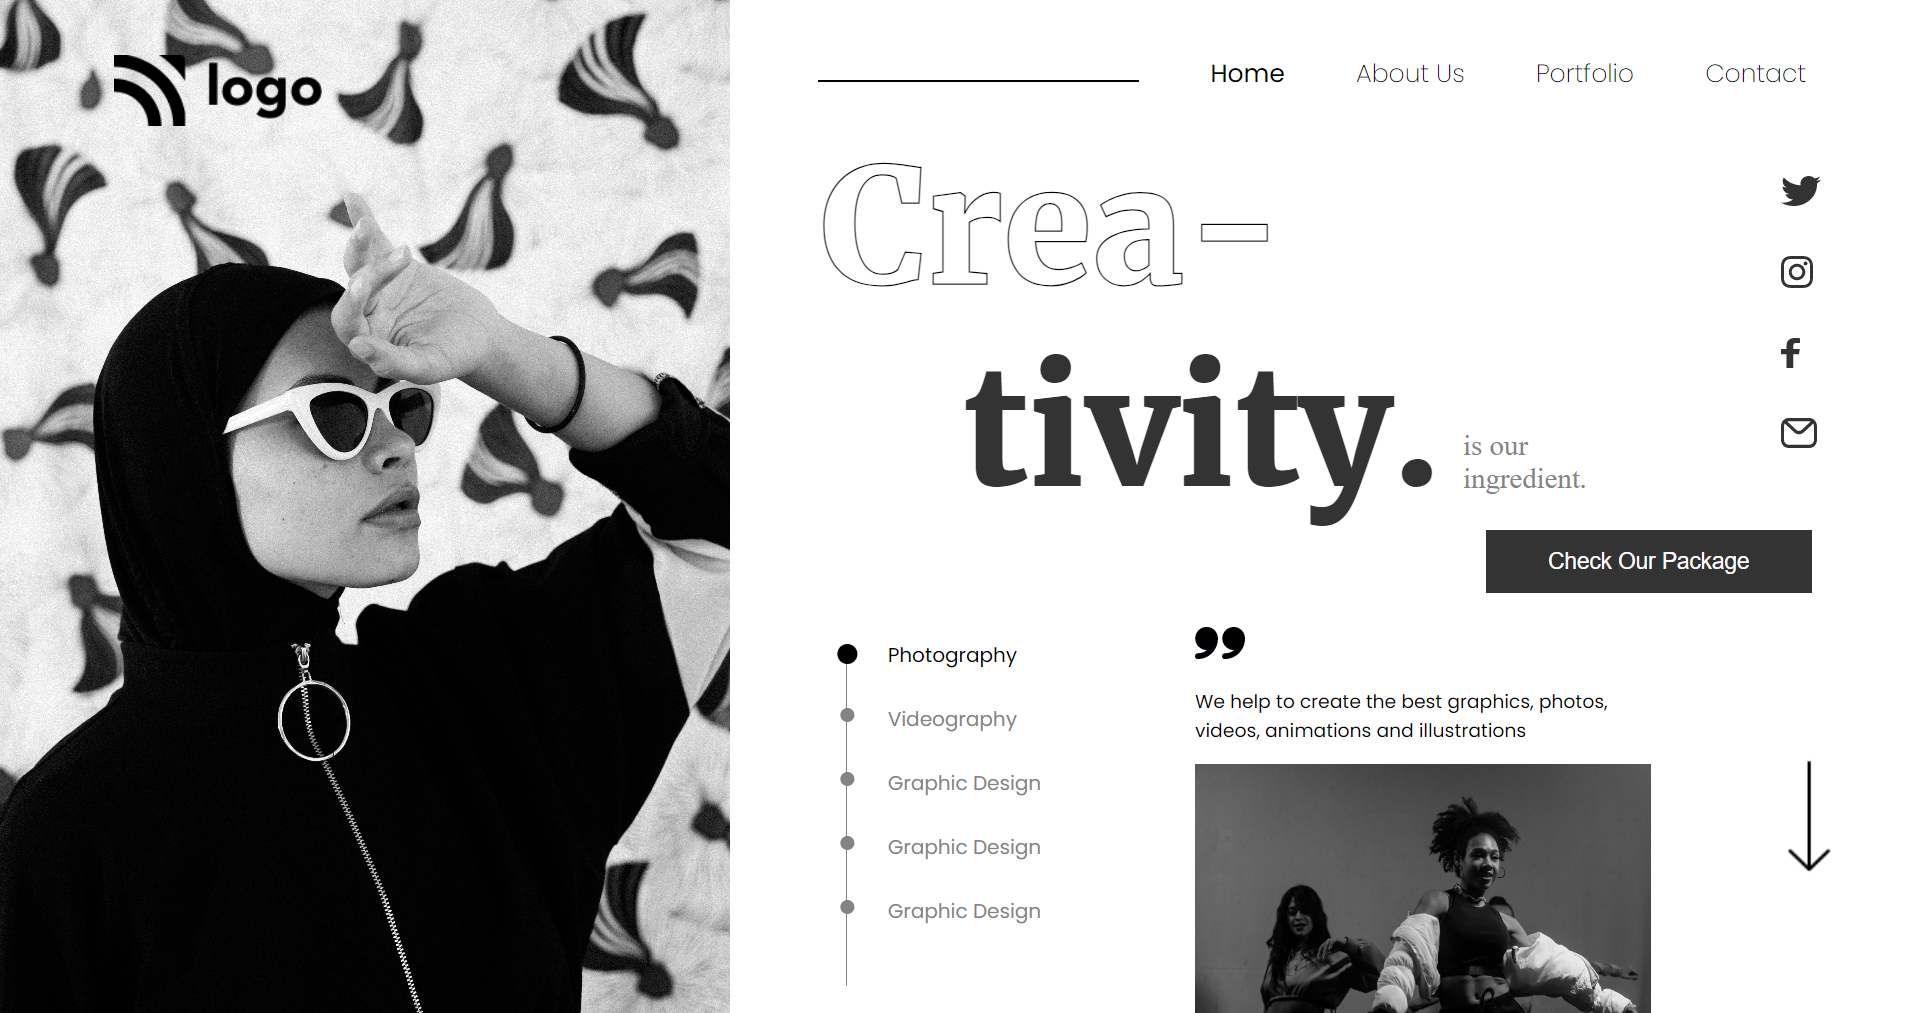 logo
Home About Us Portfolio Contact
Crea-
tivity.
is our
ingredient.
Check Our Package
Photography
Videography
Graphic Design
Graphic Design
Graphic Design
We help to create the best graphics, photos,
videos, animations and illustrations